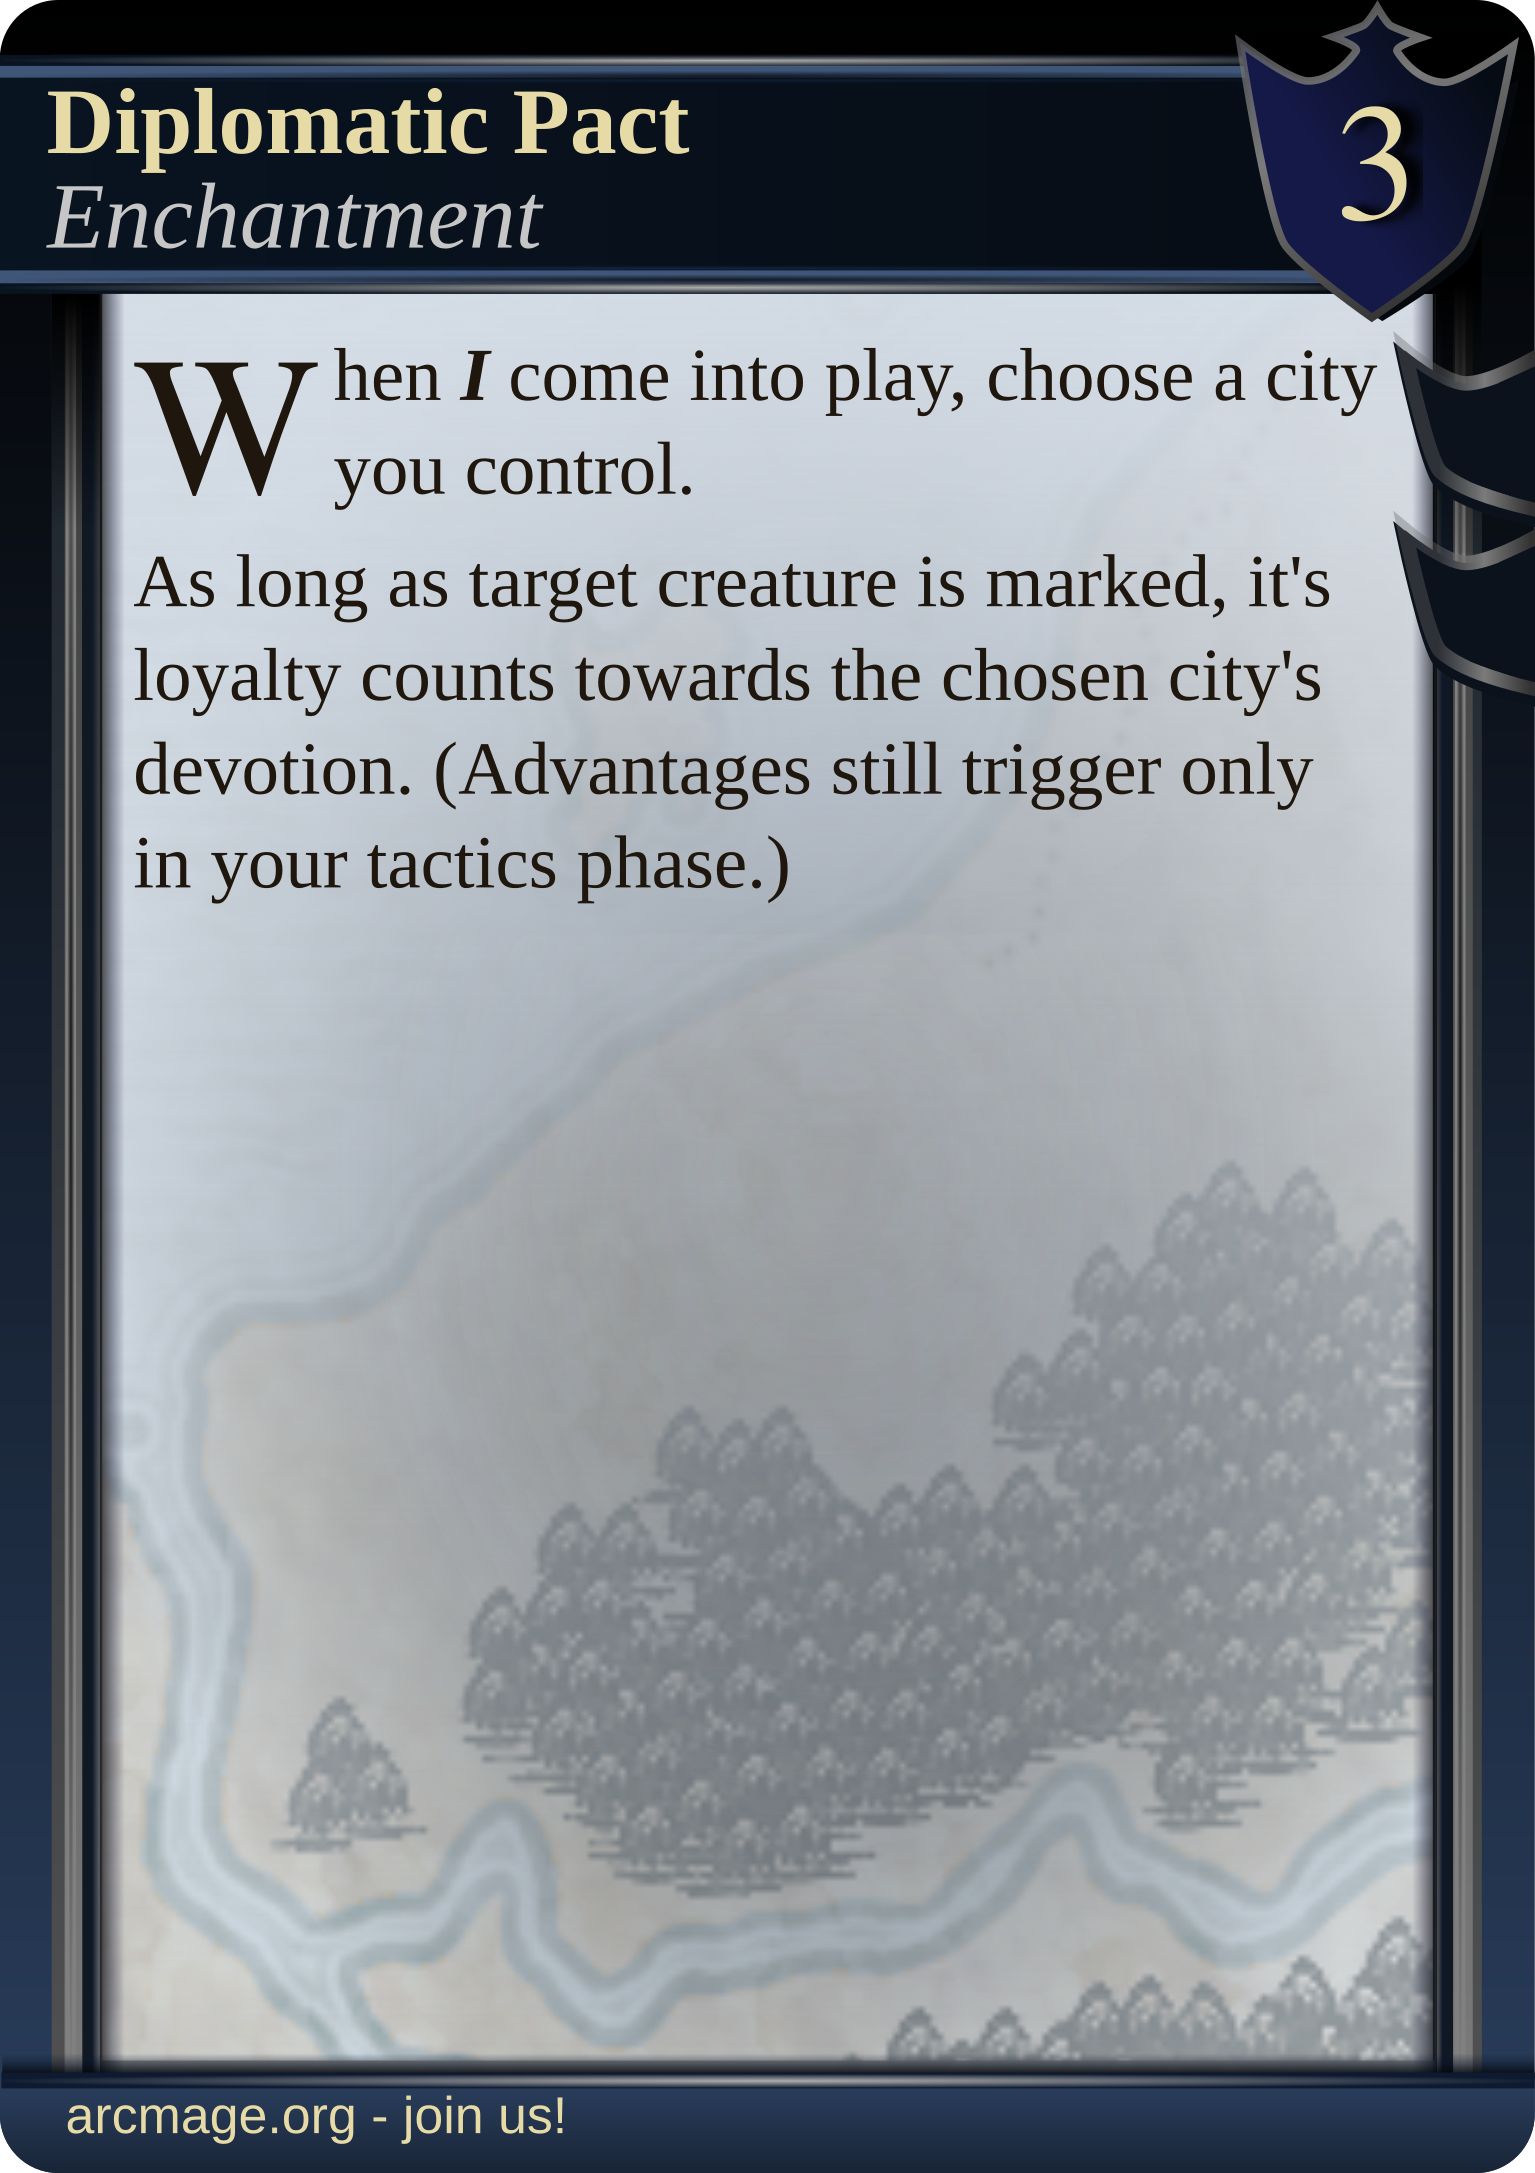 Diplomatic Pact
Enchantment
3
When I come into play, choose a city
you control.
As long as target creature is marked, it's
loyalty counts towards the chosen city's
devotion. (Advantages still trigger only
in your tactics phase.)
arcmage.org - join us!